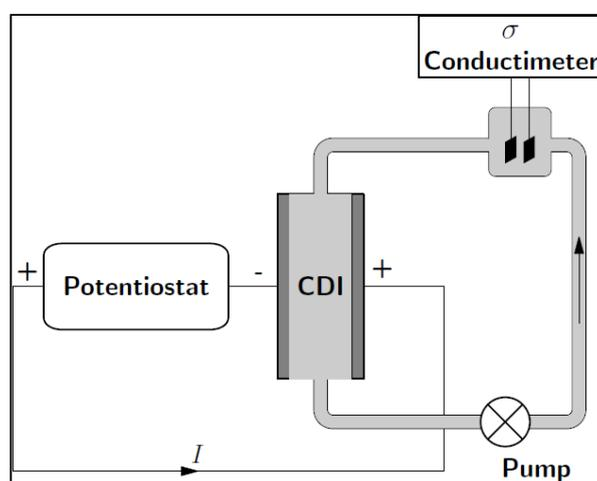 σ
Conductimeter
+
Potentiostat
-
CDI
+
I
Pump